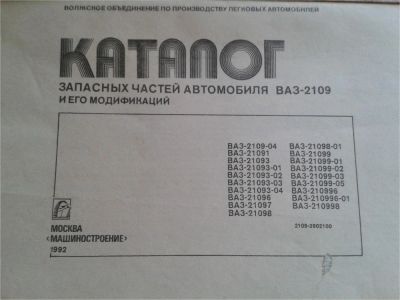 ВОЛЖСКОЕ ОБЪЕДИНЕНИЕ ПО ПРОИЗВОДСТВУ ЛЕГКОВЫХ АВТОМОБИЛЕЙ
КАТАЛОГ
ЗАПАСНЫХ ЧАСТЕЙ АВТОМОБИЛЯ ВАЗ-2109
И ЕГО МОДИФИКАЦИЙ
ВАЗ-2109-04
ВАЗ-21091
ВАЗ-21093
ВАЗ-21093-01
ВАЗ-21093-02
ВАЗ-21093-03
ВАЗ-21093-04
ВАЗ-21096
ВАЗ-21097
ВАЗ-21098
ВАЗ-21098-01
ВАЗ-21099
ВАЗ-21099-01
ВАЗ-21099-02
ВАЗ-21099-03
ВАЗ-21099-05
ВАЗ-210996
ВАЗ-210996-01
ВАЗ-210998
2109-3902100
МОСКВА
«МАШИНОСТРОЕНИЕ»
1992